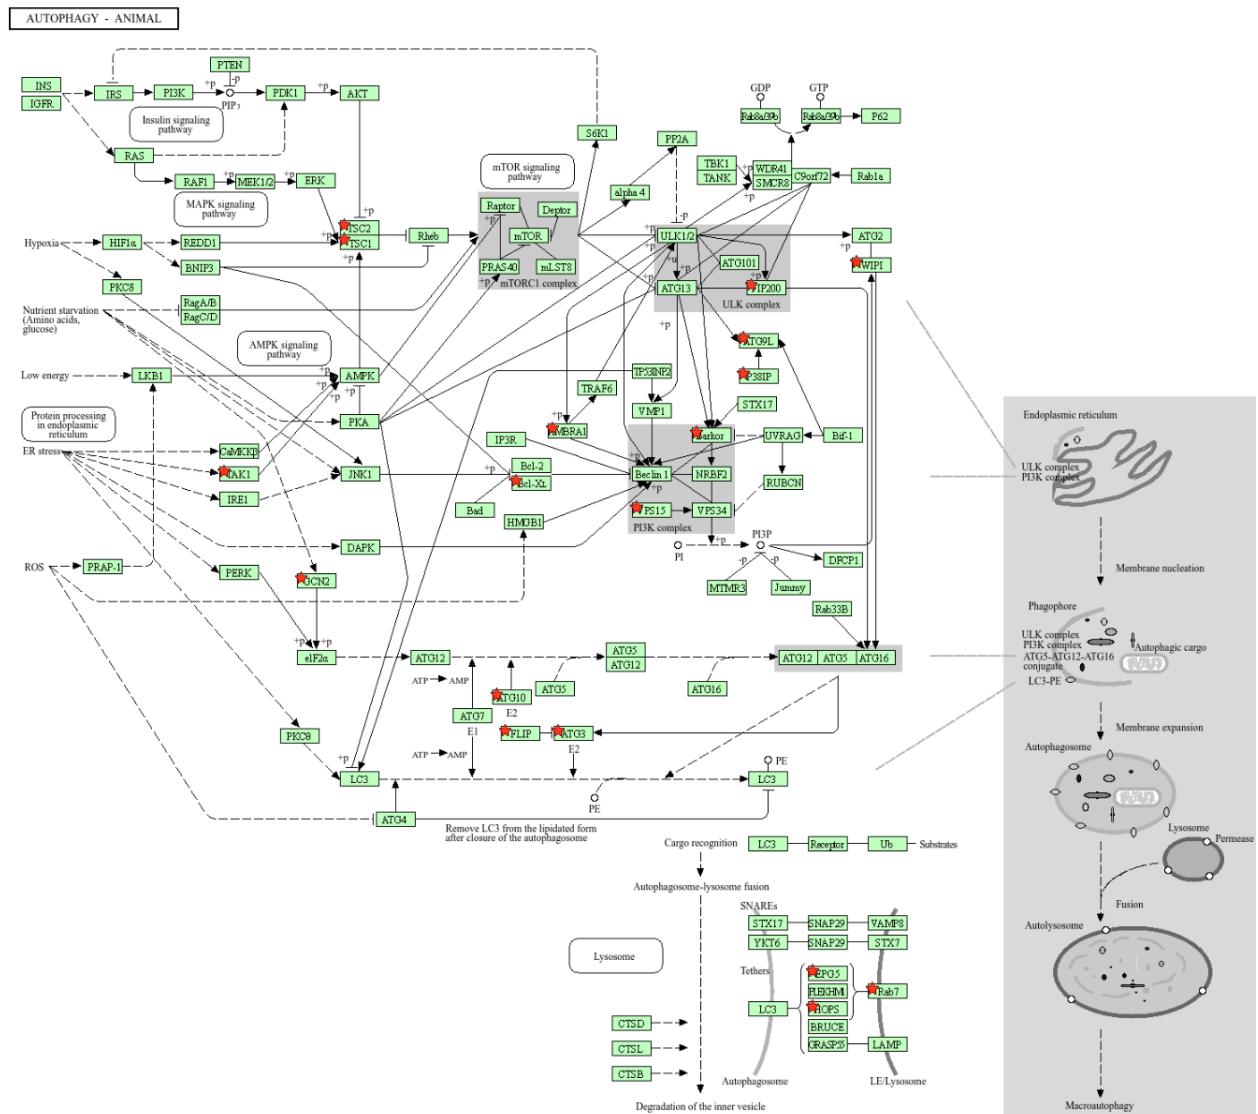 AUTOPHAGY - ANIMAL
PTEN
INS
IGFR
IRS
PI3K
+p
-p
PIP3
PDK1
+p
AKT
Insulin signaling
pathway
RAS
RAF1
+p
MEK1/2
+p
ERK
MAPK signaling
pathway
S6K1
mTOR signaling
pathway
PP2A
alpha 4
GDP
GTP
Rab8a/39b
Rab8a/39b
P62
TBK1
TANK
+p
WDR41
SMCR8
C9orf72
Rab1a
+p
+p
TSC2
TSC1
+p
+p
Rheb
Raptor
+p
Deptor
mTOR
PRAS40
mLST8
+p
mTORC1 complex
-p
ULK1/2
+p
+u
+p
ATG101
ATG13
FIP200
ULK complex
ATG2
WIPI
+p
Hypoxia
HIF1α
REDD1
BNIP3
PKCδ
Nutrient starvation
(Amino acids,
glucose)
RagA/B
RagC/D
AMPK signaling
pathway
Low energy
LKB1
+p
+p
+p
AMPK
+p
PKA
Protein processing
in endoplasmic
reticulum
ER stress
CaMKKβ
TAK1
IRE1
JNK1
+p
Bcl-2
Bcl-XL
Bad
IP3R
HMGB1
DAPK
ROS
PRAP-1
PERK
GCN2
+p
+p
eIF2α
+p
ATG9L
P38IP
TP53INP2
TRAF6
VMP1
STX17
+p
AMBRA1
Barkor
UVRAG
Bif-1
+p
+p
Beclin 1
NRBF2
RUBCN
+p
VPS15
VPS34
PI3K complex
+p
PI
PI3P
DFCP1
-p
-p
MTMR3
Jummy
Rab33B
ATG12
ATG5
ATG12
ATG12
ATG5
ATG16
ATP
AMP
ATG10
E2
ATG5
ATG16
ATG7
E1
FLIP
ATG3
E2
ATP
AMP
PKCδ
+p
LC3
PE
LC3
PE
ATG4
Remove LC3 from the lipidated form
after closure of the autophagosome
Cargo recognition
LC3
Receptor
Ub
Substrates
Autophagosome-lysosome fusion
SNAREs
STX17
SNAP29
VAMP8
YKT6
SNAP29
STX7
Lysosome
Tethers
EPG5
PLEKHM1
Rab7
LC3
HOPS
BRUCE
GRASP55
LAMP
CTSD
CTSL
CTSB
Autophagosome
LE/Lysosome
Degradation of the inner vesicle
Endoplasmic reticulum
ULK complex
PI3K complex
Membrane nucleation
Phagophore
ULK complex
PI3K complex
Autophagic cargo
ATG5-ATG12-ATG16
conjugate
LC3-PE
Membrane expansion
Autophagosome
Lysosome
Permease
Fusion
Autolysosome
Macroautophagy